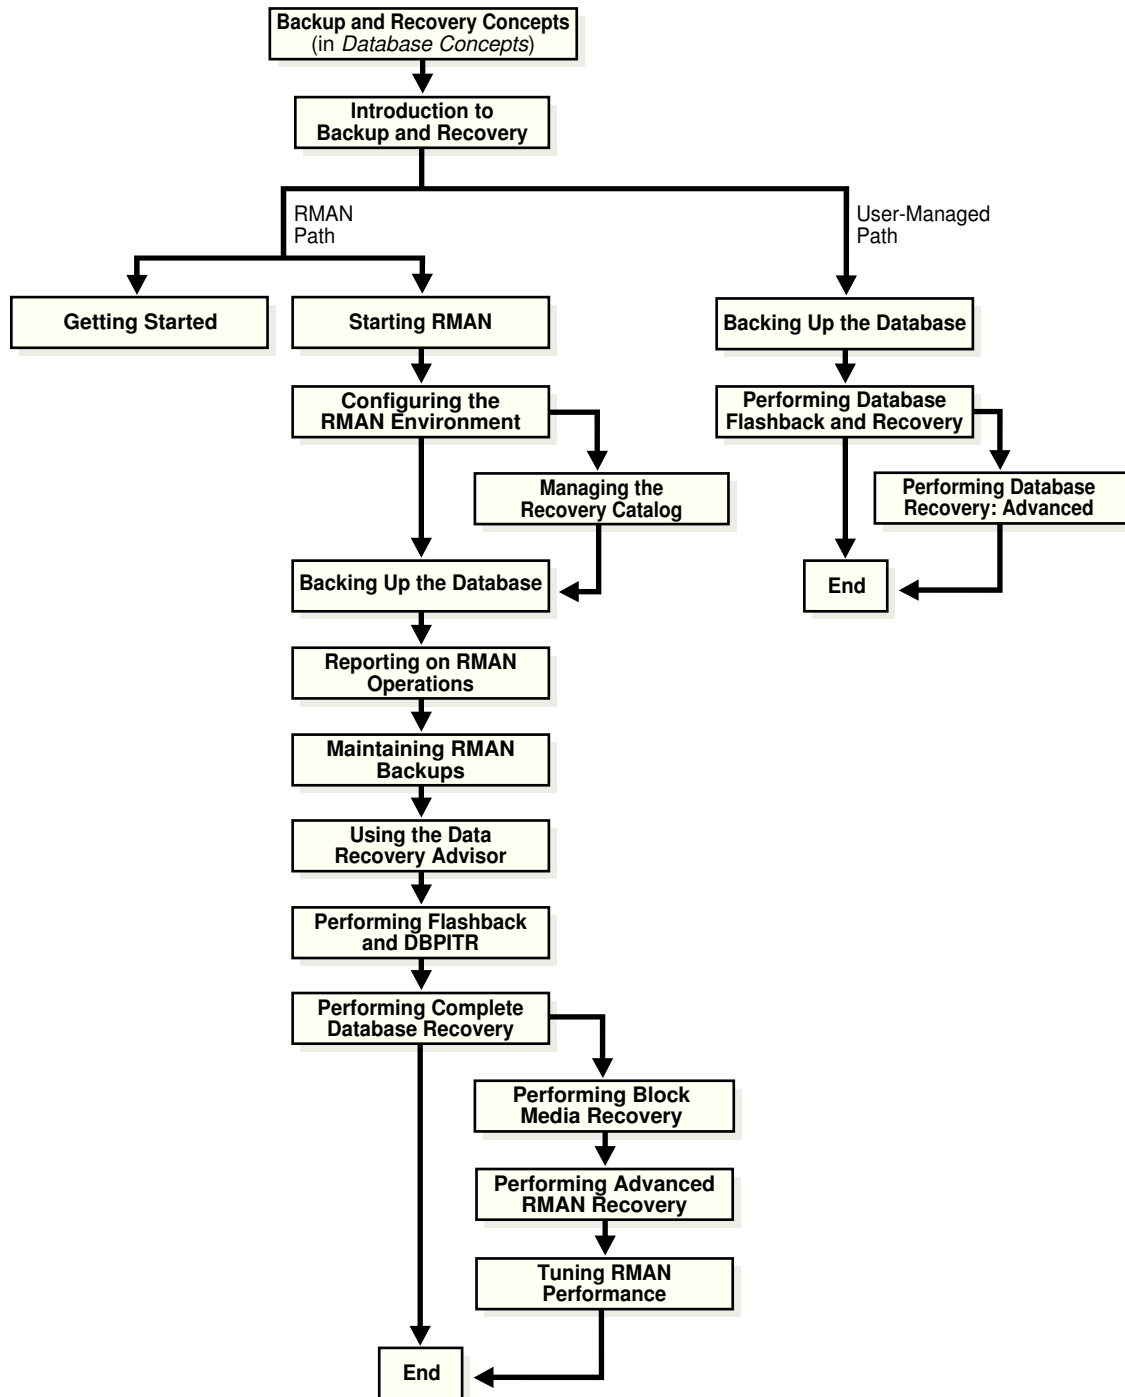 Backup and Recovery Concepts
(in Database Concepts)
Introduction to
Backup and Recovery
RMAN
Path
User-Managed
Path
Getting Started
Starting RMAN
Backing Up the Database
Configuring the
RMAN Environment
Performing Database
Flashback and Recovery
Managing the
Recovery Catalog
Performing Database
Recovery: Advanced
Backing Up the Database
End
Reporting on RMAN
Operations
Maintaining RMAN
Backups
Using the Data
Recovery Advisor
Performing Flashback
and DBPITR
Performing Complete
Database Recovery
Performing Block
Media Recovery
Performing Advanced
RMAN Recovery
Tuning RMAN
Performance
End